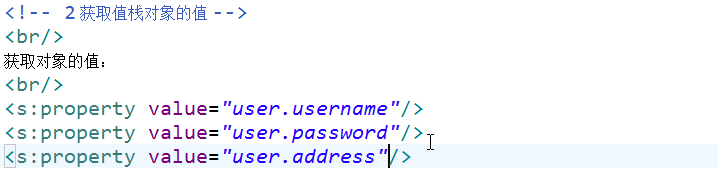 <!-- 2获取值栈对象的值 -->
<br/>
获取对象的值：
<br/>
<s:property value="user.username"/>
<s:property value="user.password"/>
<s:property value="user.address"/>